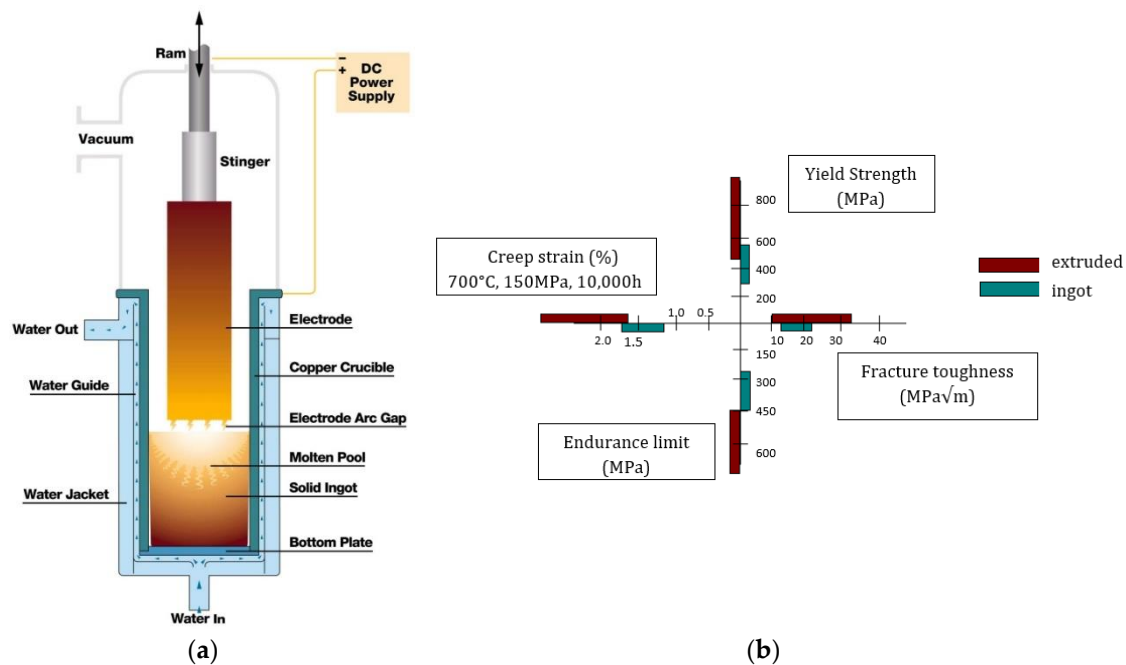 Ram
−
+
DC
Power
Supply
Vacuum
Stinger
Water Out
Electrode
Water Guide
Copper Crucible
Electrode Arc Gap
Molten Pool
Water Jacket
Solid Ingot
Bottom Plate
Water In
(a)
Yield Strength
(MPa)
800
600
400
200
Creep strain (%)
700°C, 150MPa, 10,000h
extruded
ingot
2.0
1.5
1.0
0.5
10
20
30
40
150
300
450
600
Fracture toughness
(MPa√m)
Endurance limit
(MPa)
(b)